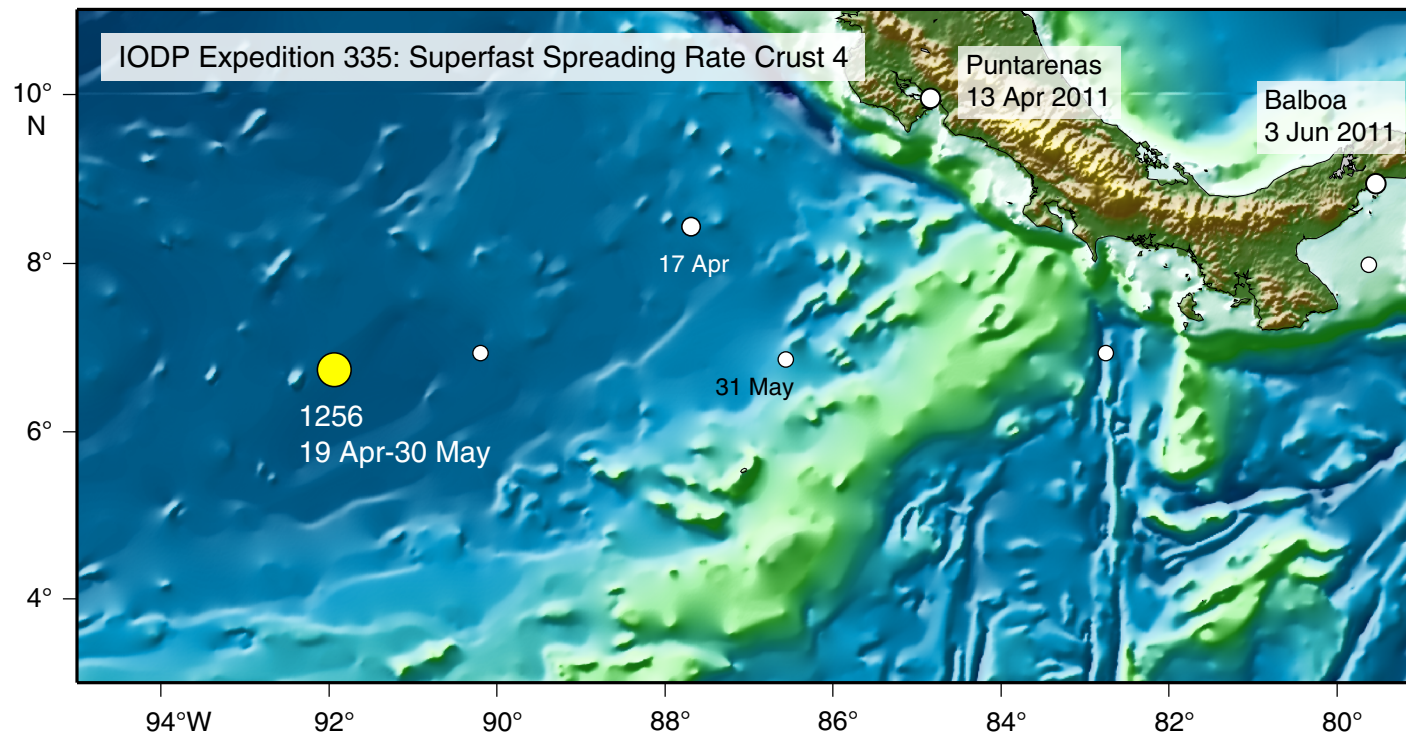 IODP Expedition 335: Superfast Spreading Rate Crust 4
Puntarenas
13 Apr 2011
Balboa
3 Jun 2011
10°
N
8°
6°
4°
17 Apr
31 May
1256
19 Apr-30 May
94°W
92°
90°
88°
86°
84°
82°
80°